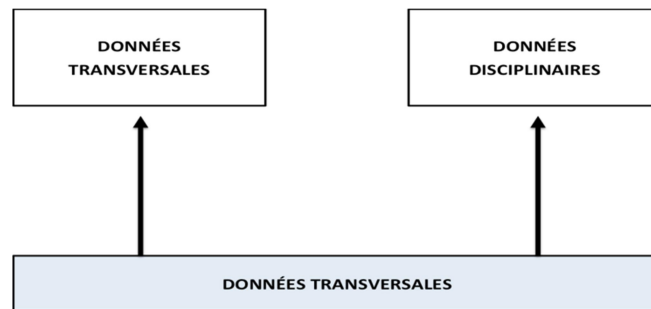 DONNÉES
TRANSVERSALES
DONNÉES
DISCIPLINAIRES
DONNÉES TRANSVERSALES